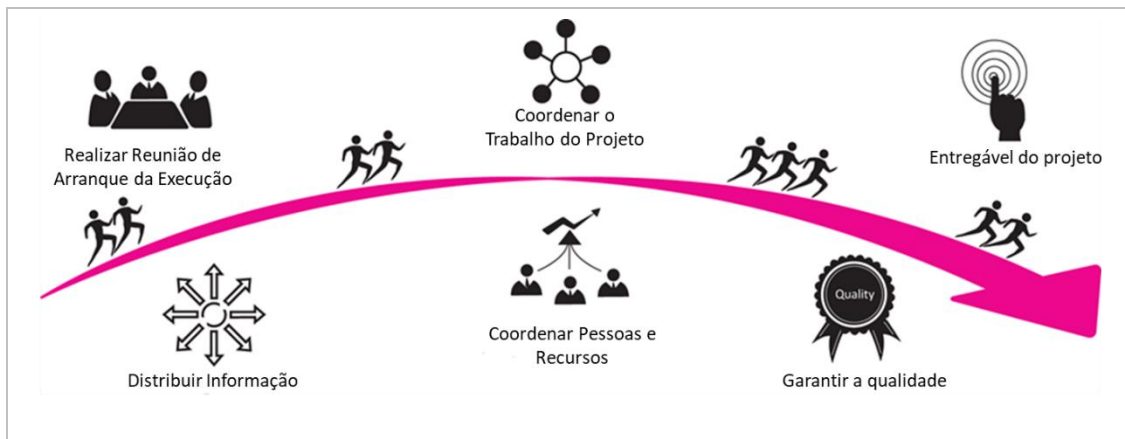 Realizar Reunião de
Arranque da Execução
Coordenar o
Trabalho do Projeto
Entregável do projeto
Distribuir Informação
Coordenar Pessoas e
Recursos
Quality
Garantir a qualidade